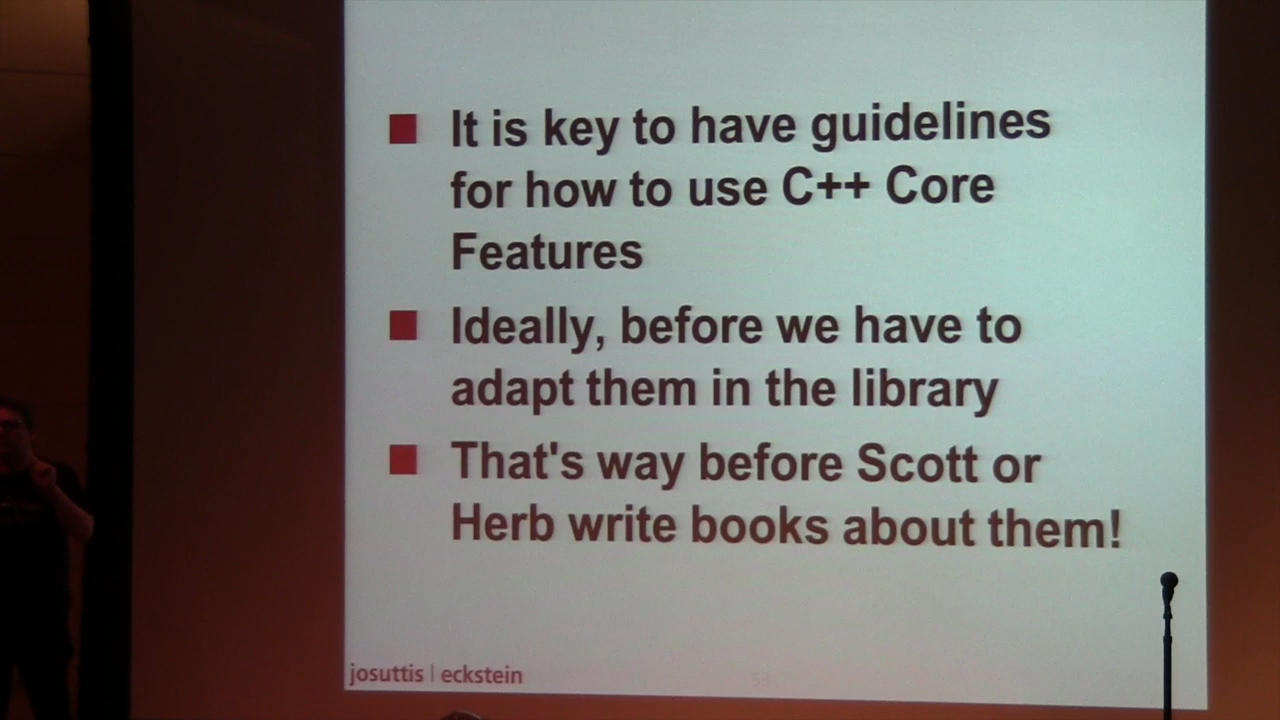 It is key to have guidelines
for how to use C++ Core
Features
Ideally, before we have to
adapt them in the library
That's way before Scott or
Herb write books about them!
josuttis | eckstein